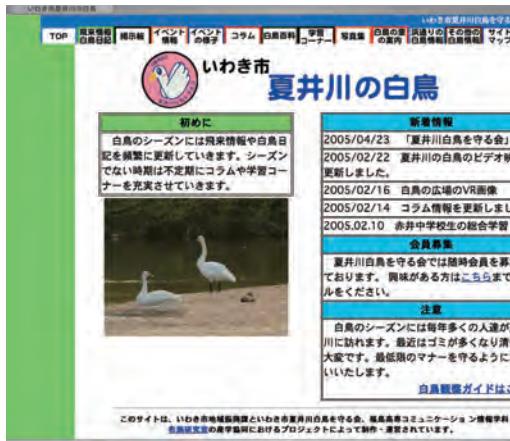 いわき市夏井川の白鳥
いわき市夏井川白鳥を守る
TOP
飛来情報
白鳥日記
掲示板
イベント
情報
イベント
の様子
コラム
白鳥百科
学習
コーナー
写真集
白鳥の里
の案内
浜通りの
白鳥情報
その他の
白鳥情報
サイト
マップ
いわき市
夏井川の白鳥
初めに
白鳥のシーズンには飛来情報や白鳥日
記を頻繁に更新していきます。シーズン
でない時期は不定期にコラムや学習コー
ナーを充実させていきます。
新着情報
2005/04/23 「夏井川白鳥を守る会」
2005/02/22 夏井川の白鳥のビデオ映
更新しました。
2005/02/16 白鳥の広場のVR画像
2005/02/14 コラム情報を更新しまし
2005.02.10 赤井中学校生の総合学習
会員募集
夏井川白鳥を守る会では随時会員を募
ております。 興味がある方はこちらまで
ルをください。
注意
白鳥のシーズンには毎年多くの人達が
川に訪れます。最近はゴミが多くなり清
大変です。最低限のマナーを守るように
いいたします。
白鳥観察ガイドはこ
このサイトは、いわき市地域振興課といわき市夏井川白鳥を守る会、福島高専コミュニケーション情報学科
の産学協同におけるプロジェクトによって制作・運営されています。